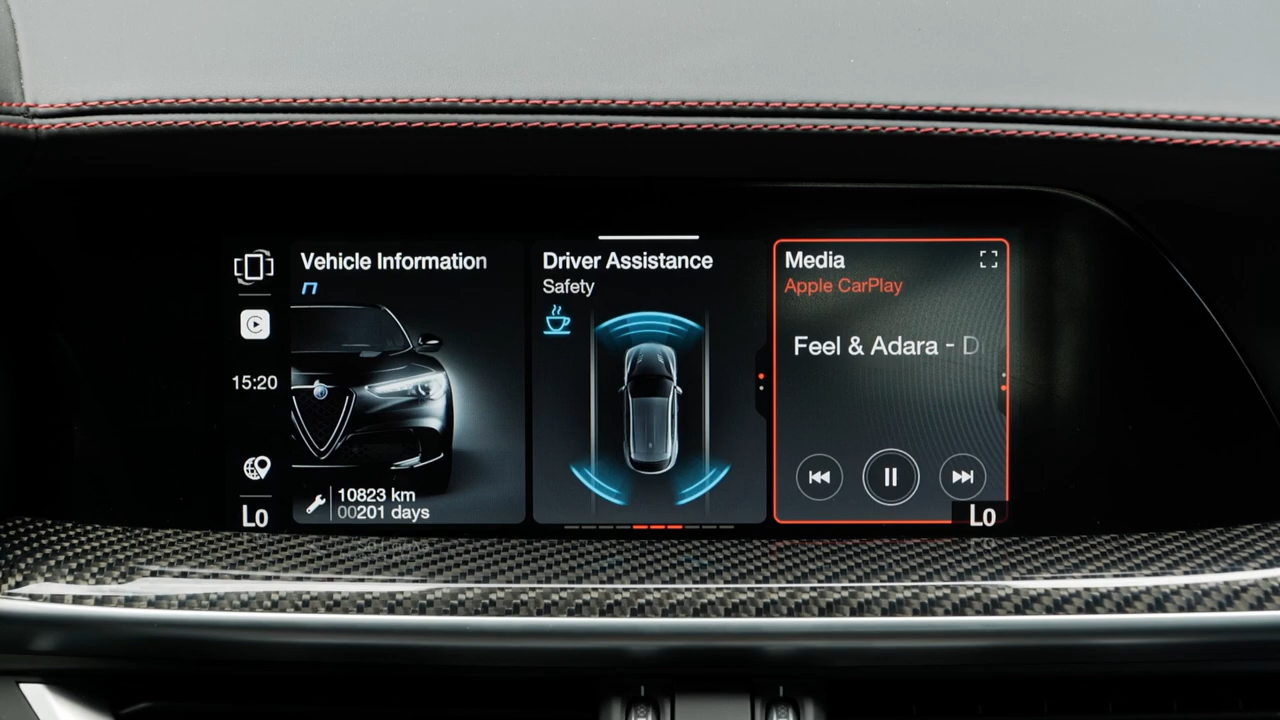 15:20
Lo
Vehicle Information
10823 km
00201 days
Driver Assistance
Safety
Media
Apple CarPlay
Feel & Adara - D
Lo